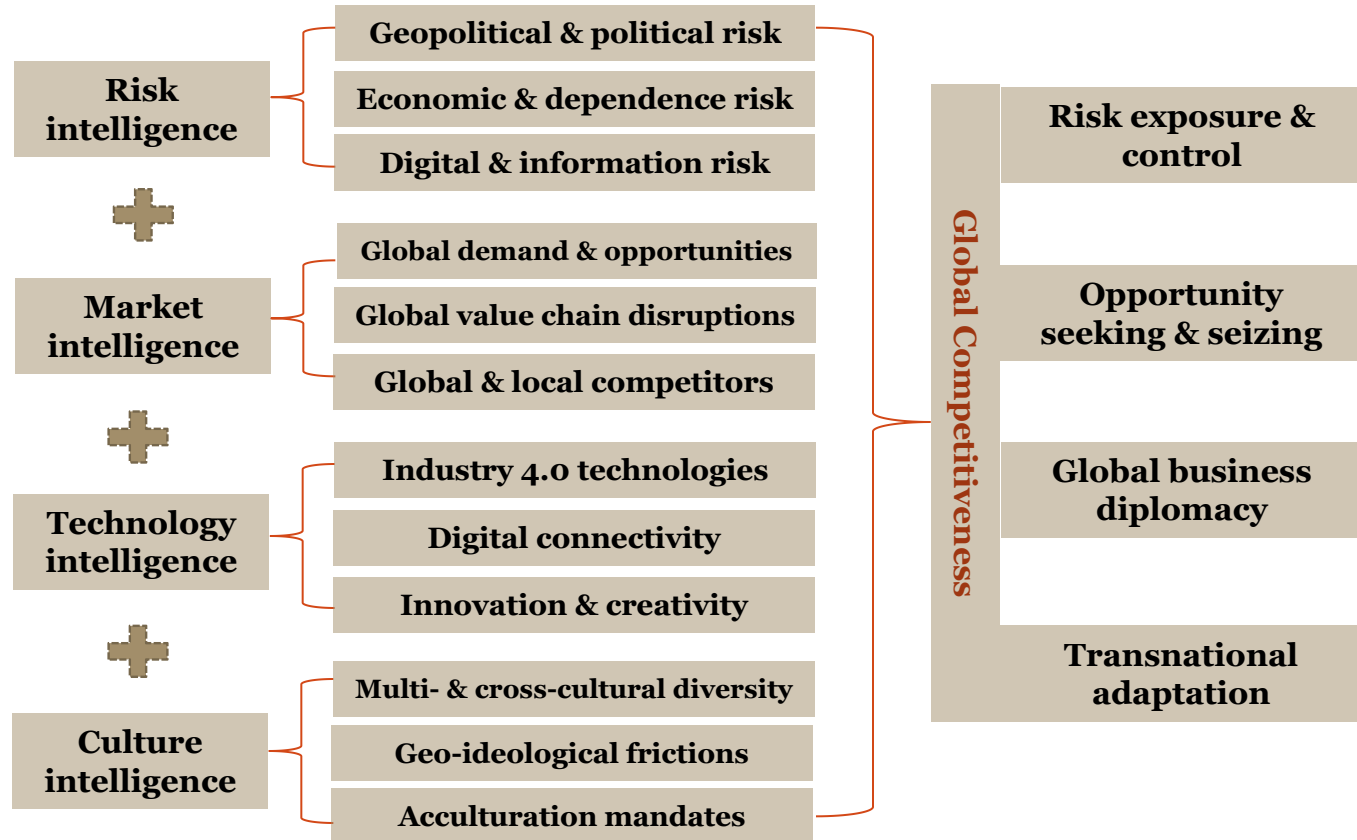 Risk
intelligence
Geopolitical & political risk
Economic & dependence risk
Digital & information risk
Market
intelligence
Global demand & opportunities
Global value chain disruptions
Global & local competitors
Technology
intelligence
Industry 4.0 technologies
Digital connectivity
Innovation & creativity
Culture
intelligence
Multi- & cross-cultural diversity
Geo-ideological frictions
Acculturation mandates
Global Competitiveness
Risk exposure &
control
Opportunity
seeking & seizing
Global business
diplomacy
Transnational
adaptation